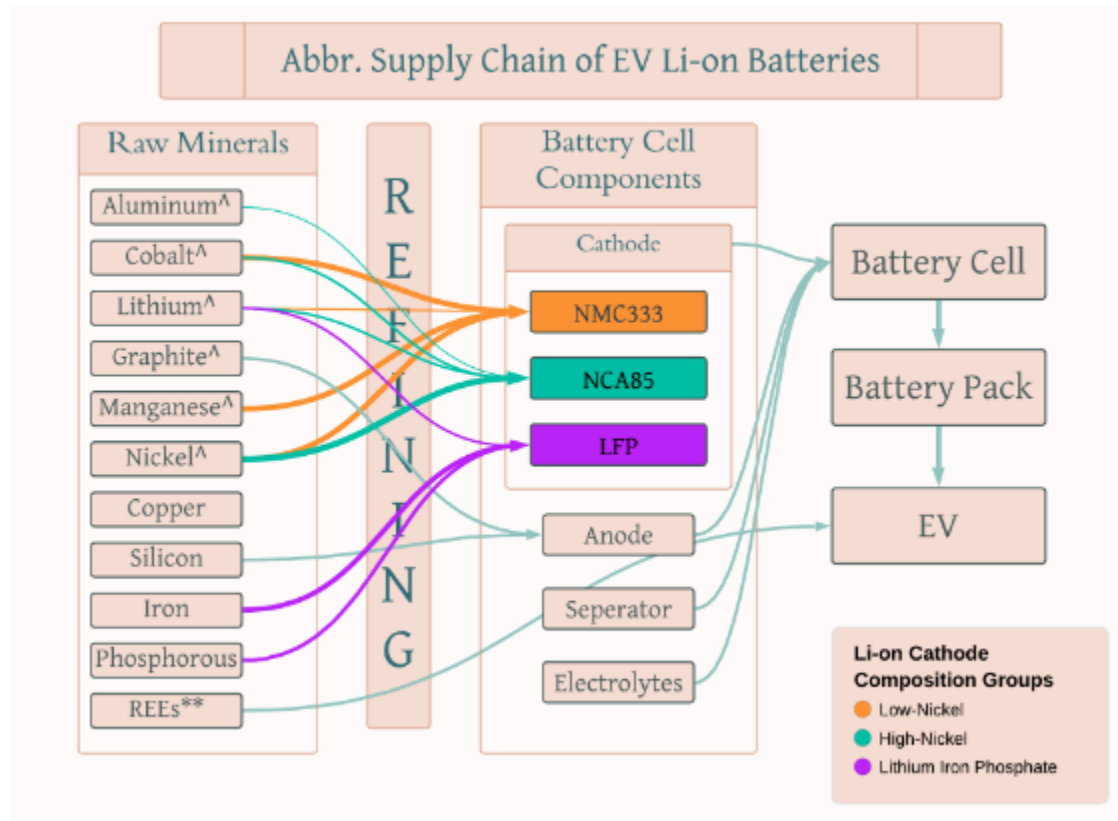 Abbr. Supply Chain of EV Li-on Batteries
Raw Minerals
Aluminum^
Cobalt^
Lithium^
Graphite^
Manganese^
Nickel^
Copper
Silicon
Iron
Phosphorous
REEs**
R
E
F
I
N
I
N
G
Battery Cell
Components
Cathode
NMC333
NCA85
LFP
Anode
Seperator
Electrolytes
Battery Cell
Battery Pack
EV
Li-on Cathode
Composition Groups
Low-Nickel
High-Nickel
Lithium Iron Phosphate